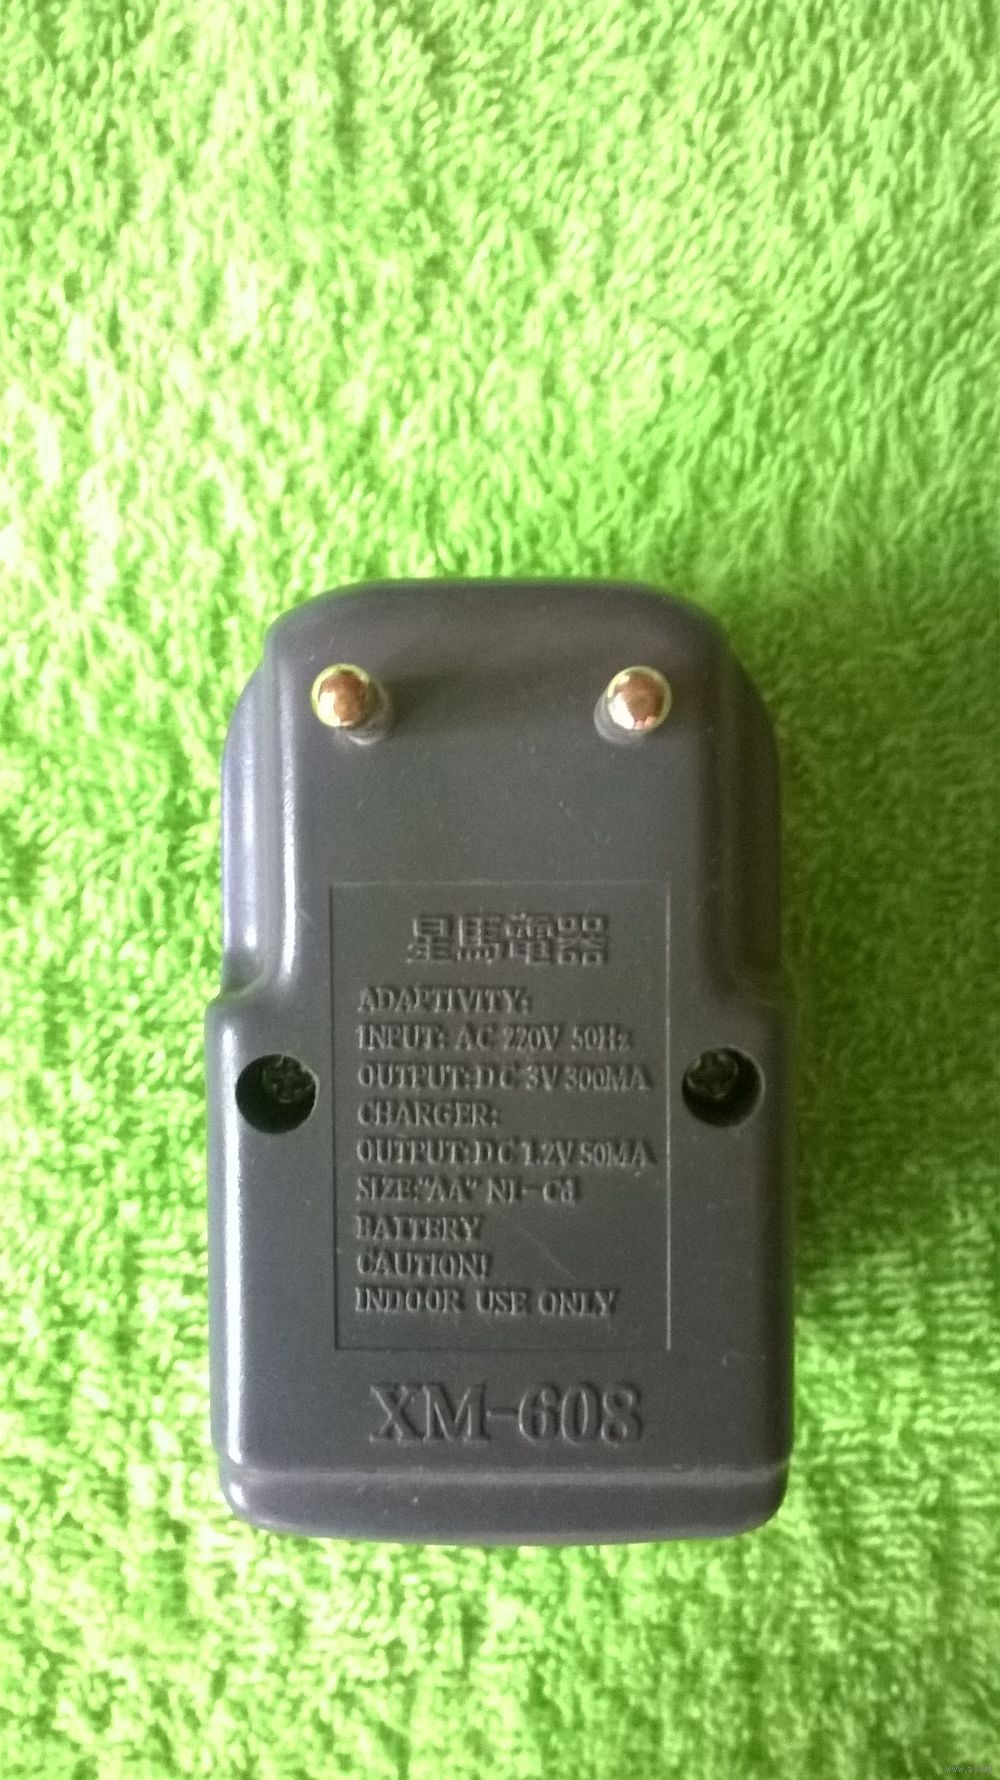 星馬電器
ADAPTIVITY:
INPUT: AC 220V 50Hz
OUTPUT: DC 3V 300MA
CHARGER:
OUTPUT: DC 1.2V 50MA
SIZE:"AA" NI-Cd
BATTERY
CAUTION!
INDOOR USE ONLY
XM-608